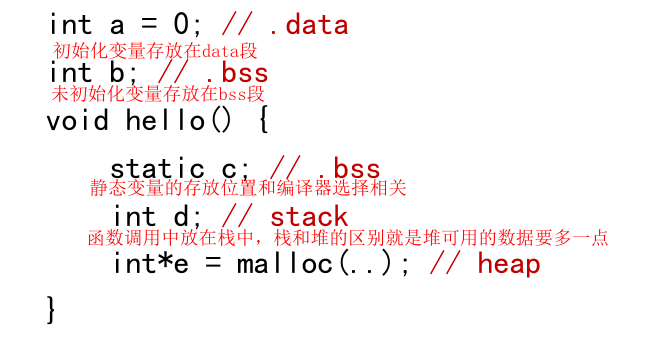 int a = 0; // .data
初始化变量存放在data段
int b; // .bss
未初始化变量存放在bss段
void hello() {
static c; // .bss
静态变量的存放位置和编译器选择相关
int d; // stack
函数调用中放在栈中，栈和堆的区别就是堆可用的数据要多一点
int*e = malloc(..); // heap
}